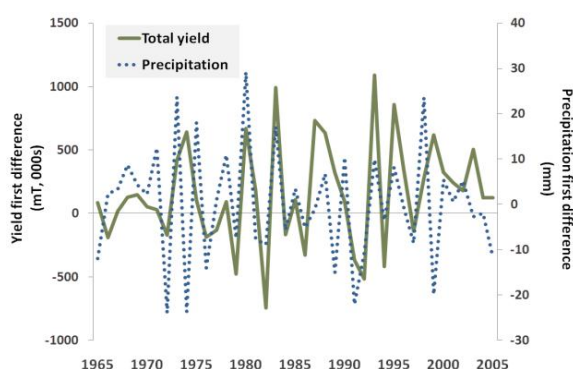 Total yield
Precipitation
Yield first difference
(mT, 000s)
1500
1000
500
0
-500
-1000
40
30
20
10
0
-10
-20
-30
Precipitation first difference
(mm)
1965 1970 1975 1980 1985 1990 1995 2000 2005